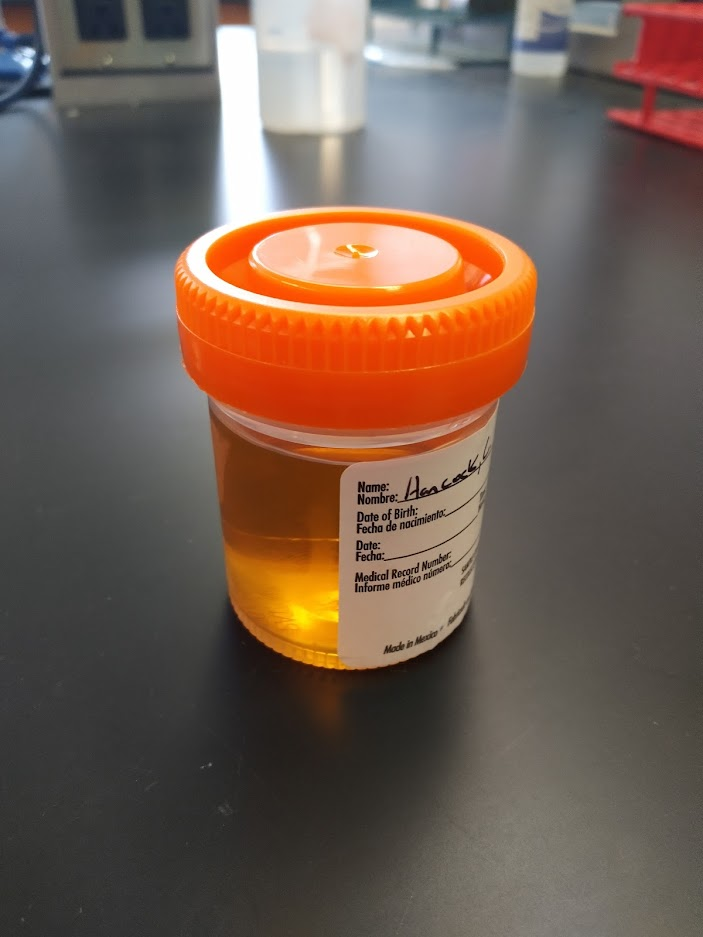 Name:
Nombre: Hancock,
Date of Birth:
Fecha de nacimiento:
Date:
Fecha:
Medical Record Number:
Informe médico número:
Made in Mexico •